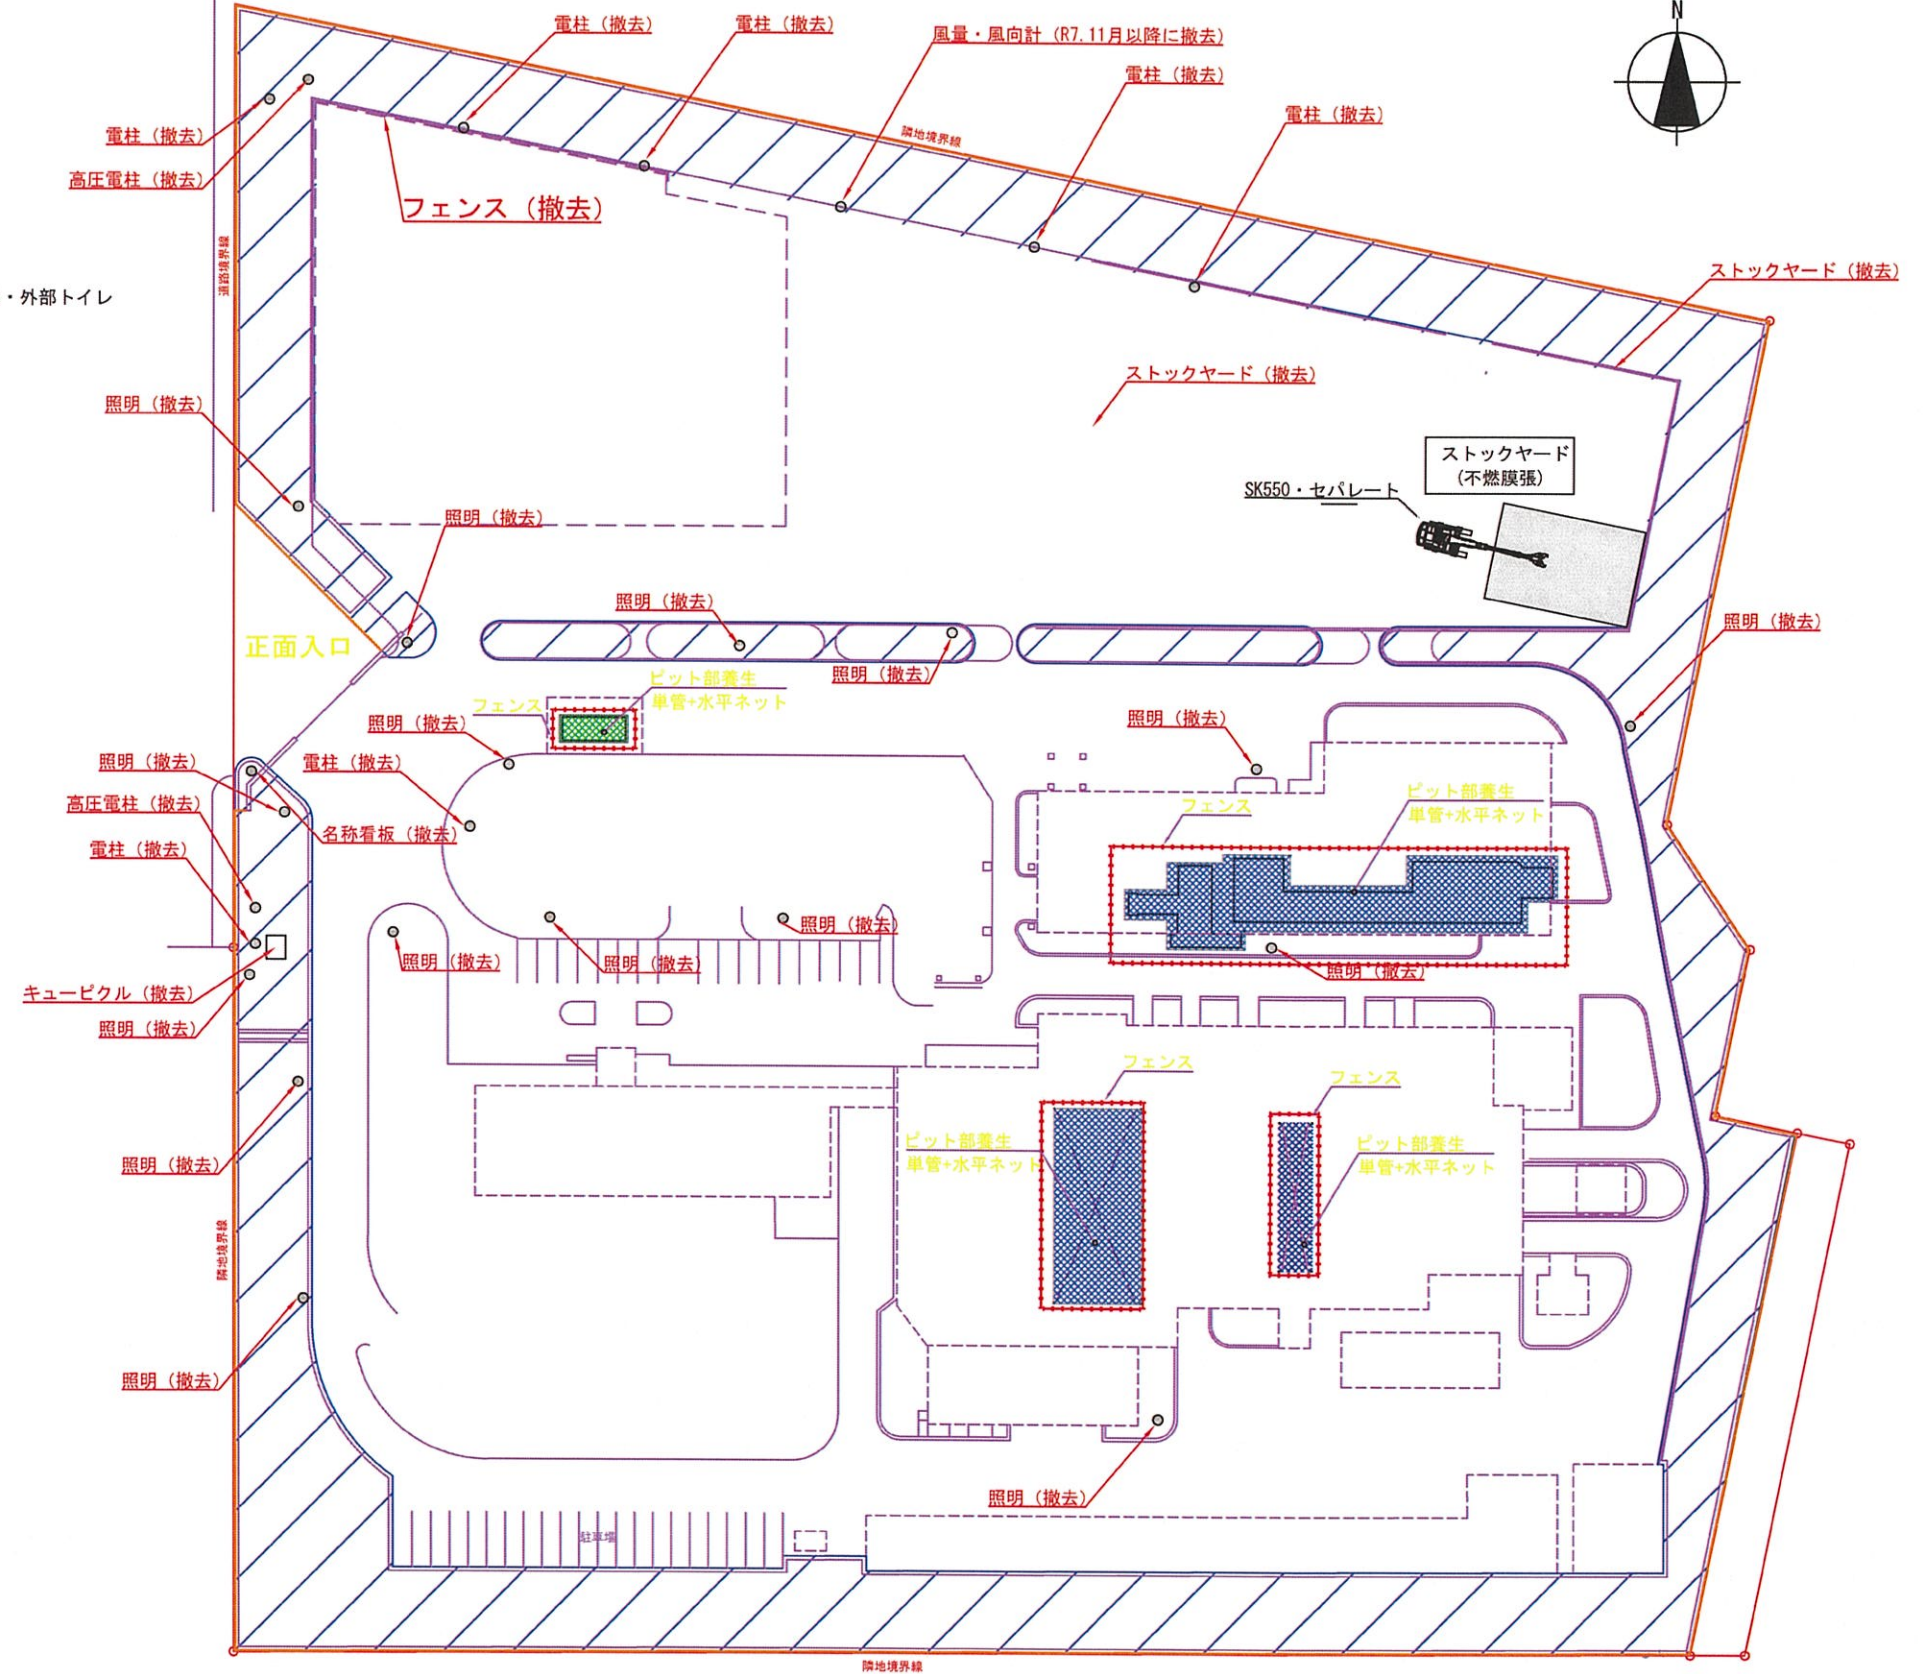 N
電柱（撤去）
電柱（撤去）
風量・風向計（R7.11月以降に撤去）
電柱（撤去）
電柱（撤去）
電柱（撤去）
高圧電柱（撤去）
隣地境界線
フェンス（撤去）
道路境界線
・外部トイレ
ストックヤード（撤去）
ストックヤード（撤去）
照明（撤去）
ストックヤード
(不燃膜張)
SK550・セパレート
照明（撤去）
照明（撤去）
照明（撤去）
正面入口
照明（撤去）
ピット部養生
単管+水平ネット
フェンス
照明（撤去）
照明（撤去）
照明（撤去）
電柱（撤去）
高圧電柱（撤去）
名称看板（撤去）
電柱（撤去）
フェンス
ピット部養生
単管+水平ネット
照明（撤去）
照明（撤去）
照明（撤去）
照明（撤去）
キュービクル（撤去）
照明（撤去）
フェンス
フェンス
ピット部養生
単管+水平ネット
ピット部養生
単管+水平ネット
照明（撤去）
隣地境界線
照明（撤去）
照明（撤去）
駐車場
隣地境界線